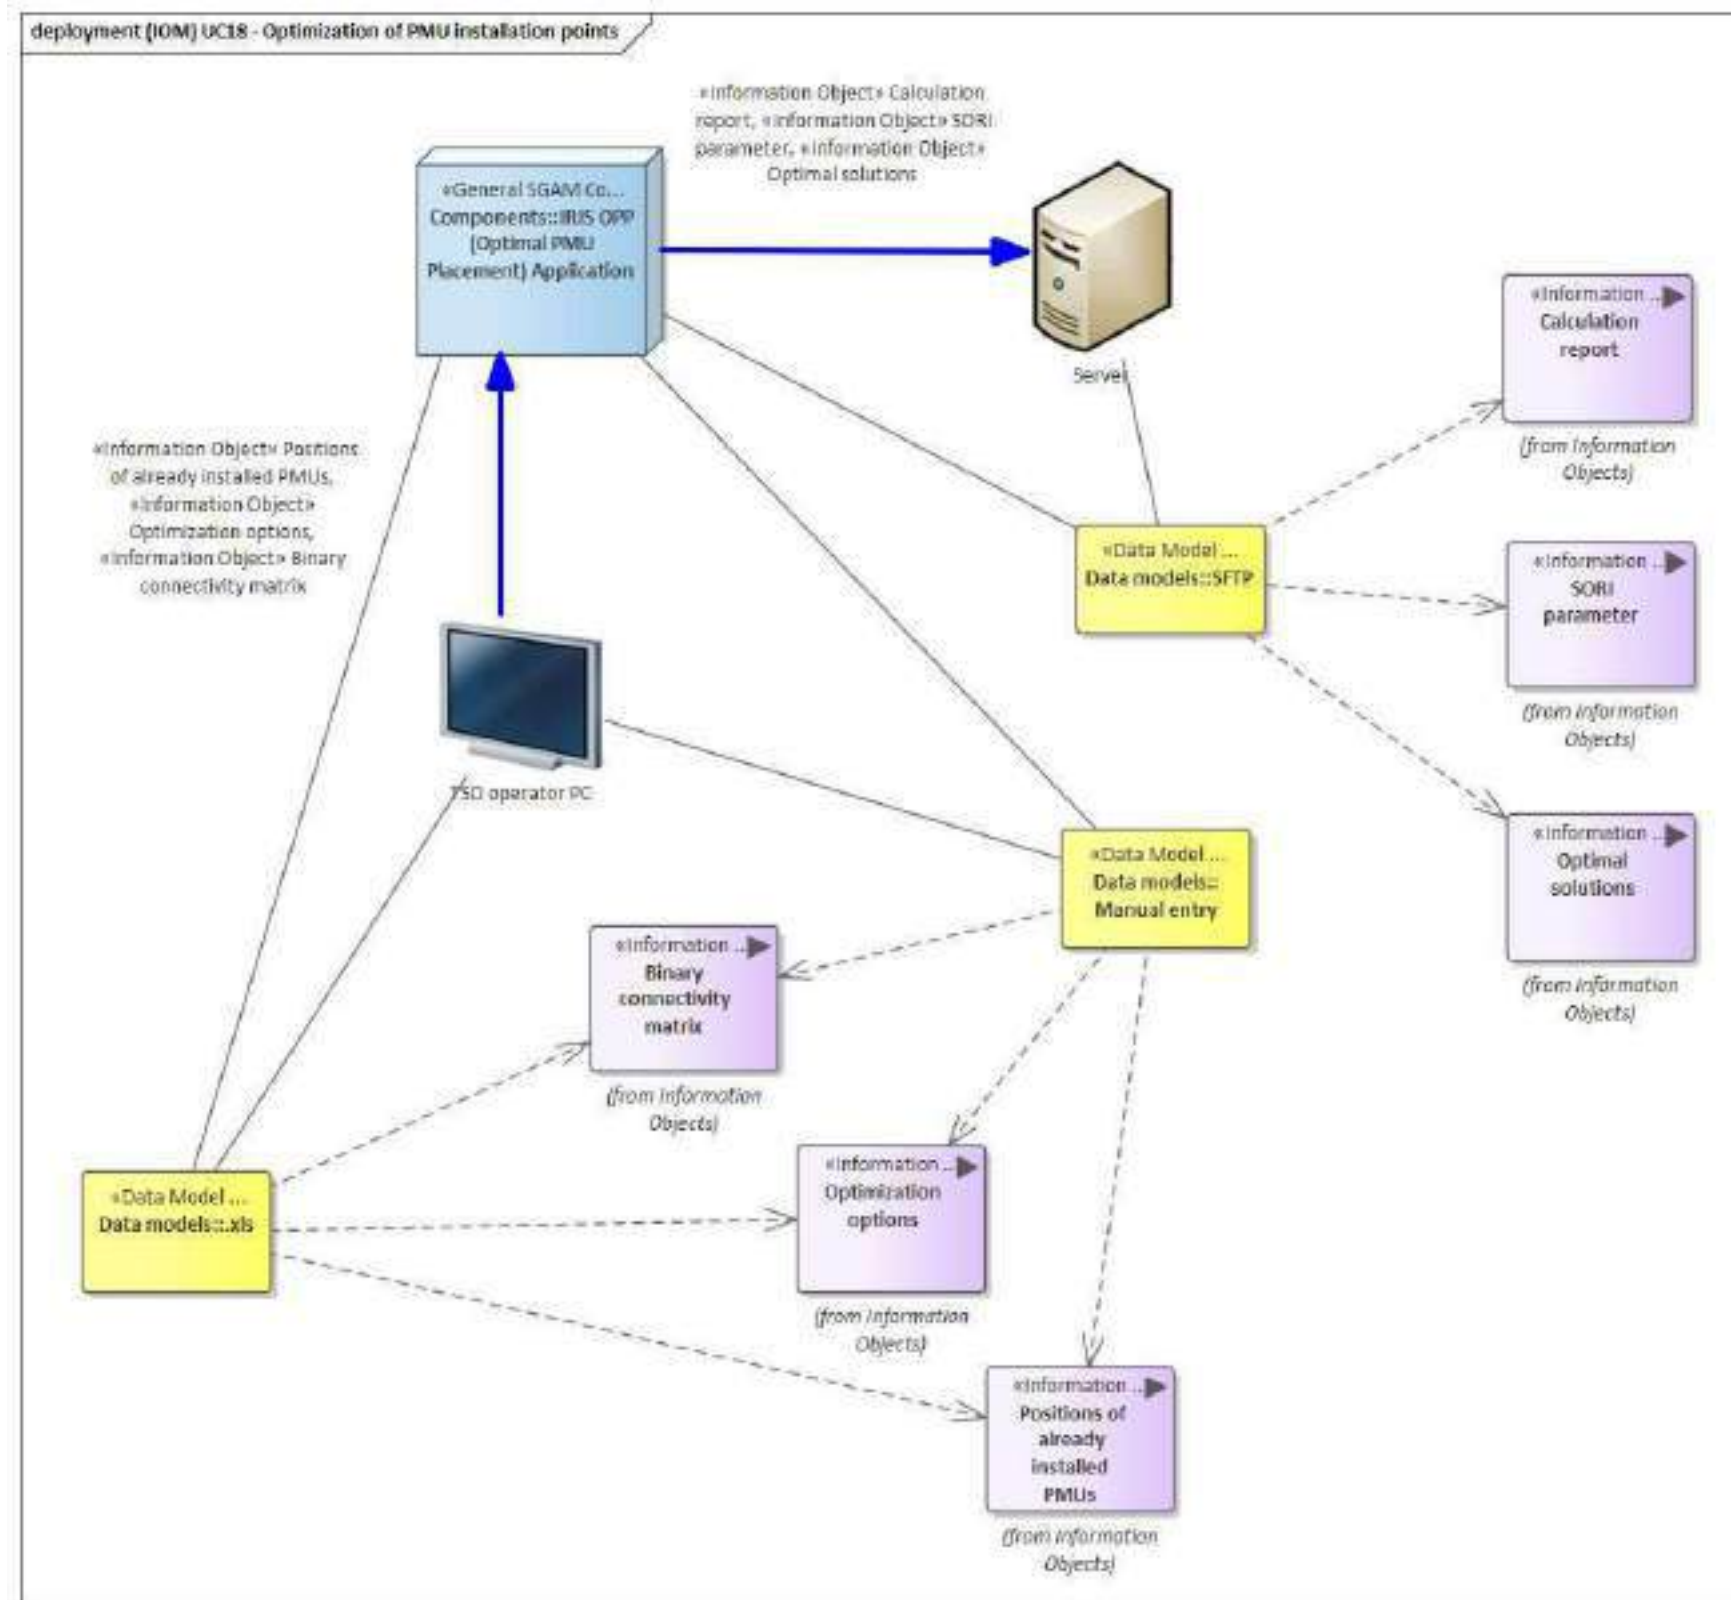 deployment (IOM) UC18 - Optimization of PMU installation points
«Information Object» Calculation
report, «Information Object» SORI
parameter, «Information Object»
Optimal solutions
«General SGAM Co...
Components::IRIS OPP
(Optimal PMU
Placement) Application
Server
«Information ...
Calculation
report
(from Information
Objects)
«Information Object» Positions
of already installed PMUs,
«Information Object»
Optimization options,
«Information Object» Binary
connectivity matrix
«Data Model ...
Data models::SFTP
«Information ...
SORI
parameter
(from Information
Objects)
TSO operator PC
«Information ...
Optimal
solutions
(from Information
Objects)
«Data Model ...
Data models::
Manual entry
«Information ...
Binary
connectivity
matrix
(from Information
Objects)
«Data Model ...
Data models::.xls
«Information ...
Optimization
options
(from Information
Objects)
«Information ...
Positions of
already
installed
PMUs
(from Information
Objects)